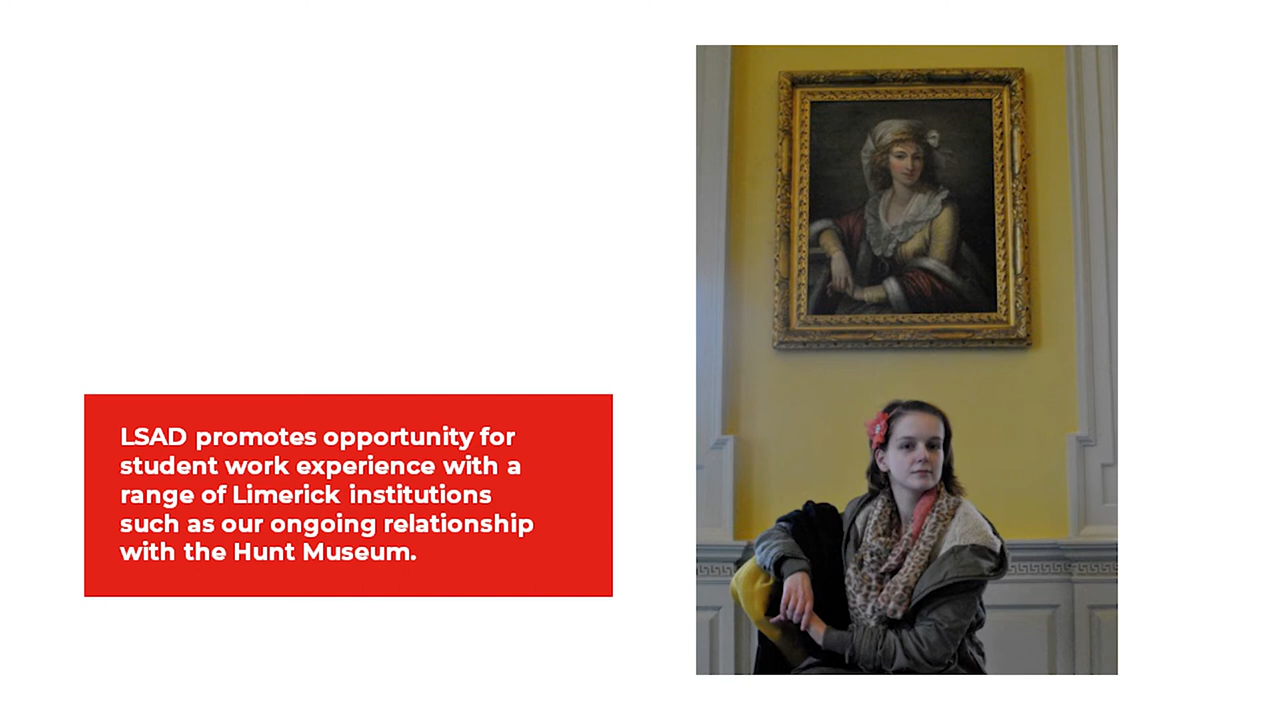 LSAD promotes opportunity for
student work experience with a
range of Limerick institutions
such as our ongoing relationship
with the Hunt Museum.